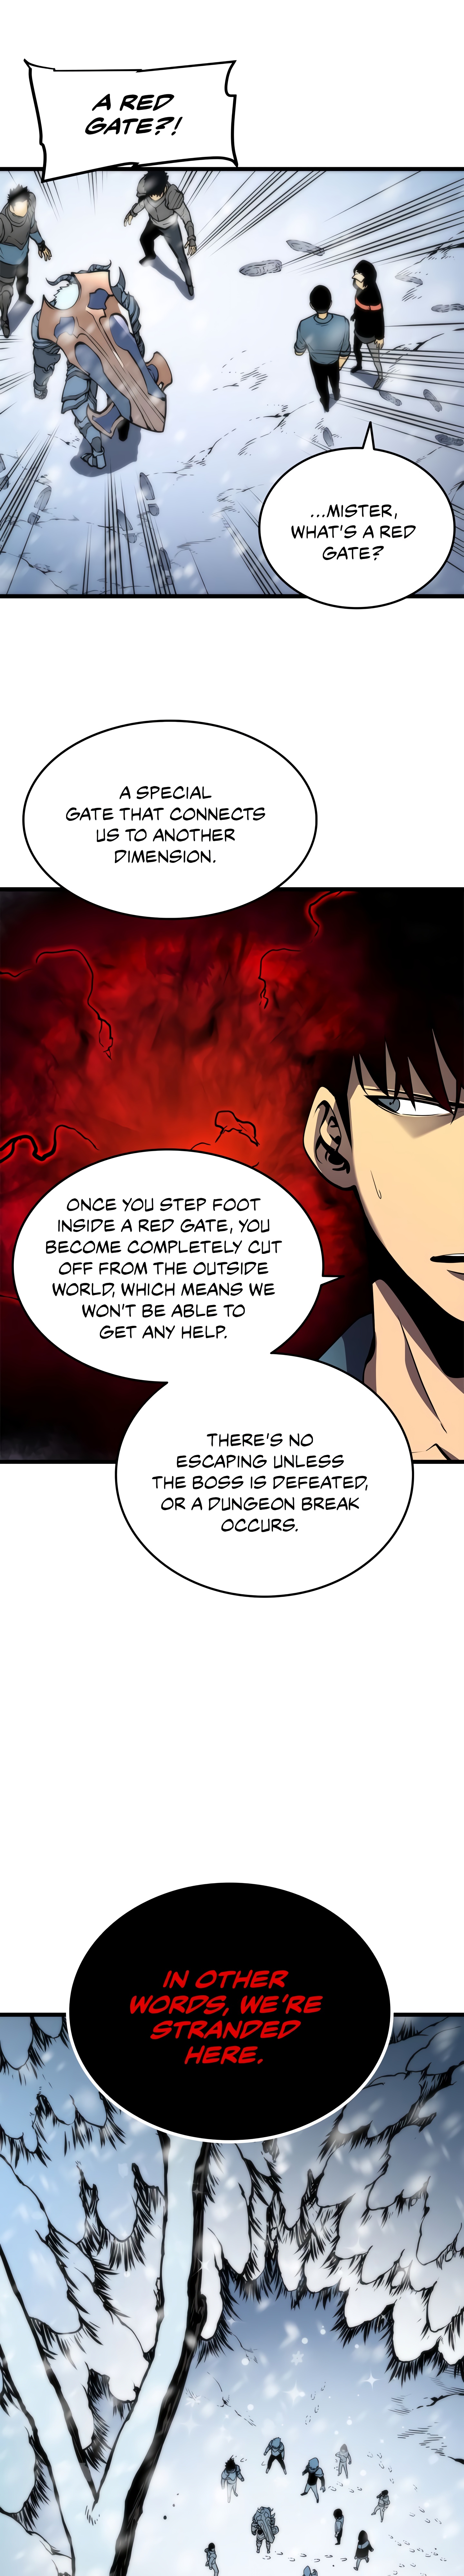 A RED
GATE?!
...MISTER,
WHAT'S A RED
GATE?
A SPECIAL
GATE THAT CONNECTS
US TO ANOTHER
DIMENSION.
ONCE YOU STEP FOOT
INSIDE A RED GATE, YOU
BECOME COMPLETELY CUT
OFF FROM THE OUTSIDE
WORLD, WHICH MEANS WE
WON'T BE ABLE TO
GET ANY HELP.
THERE'S NO
ESCAPING UNLESS
THE BOSS IS DEFEATED,
OR A DUNGEON BREAK
OCCURS.
IN OTHER
WORDS, WE'RE
STRANDED
HERE.